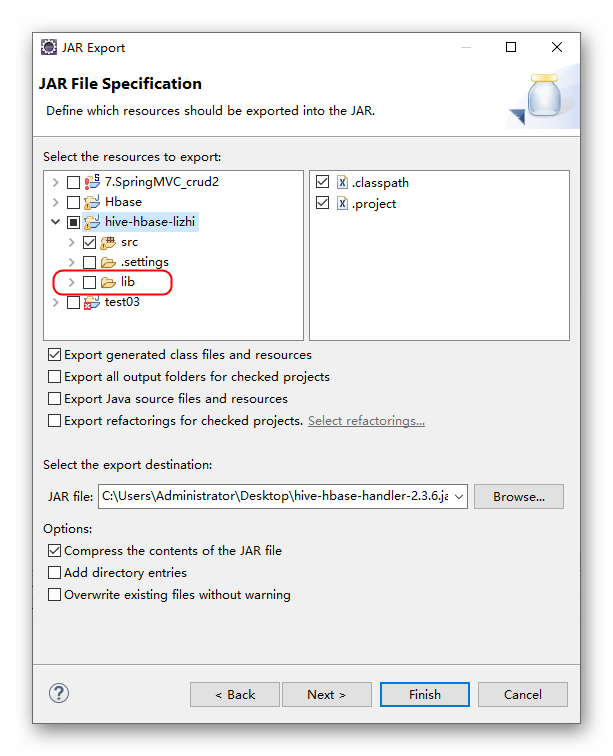 JAR Export
JAR File Specification
Define which resources should be exported into the JAR.
Select the resources to export:
7.SpringMVC_crud2
Hbase
hive-hbase-lizhi
src
.settings
lib
test03
.classpath
.project
Export generated class files and resources
Export all output folders for checked projects
Export Java source files and resources
Export refactorings for checked projects. Select refactorings...
Select the export destination:
JAR file: C:\Users\Administrator\Desktop\hive-hbase-handler-2.3.6.ja Browse...
Options:
Compress the contents of the JAR file
Add directory entries
Overwrite existing files without warning
? < Back Next > Finish Cancel